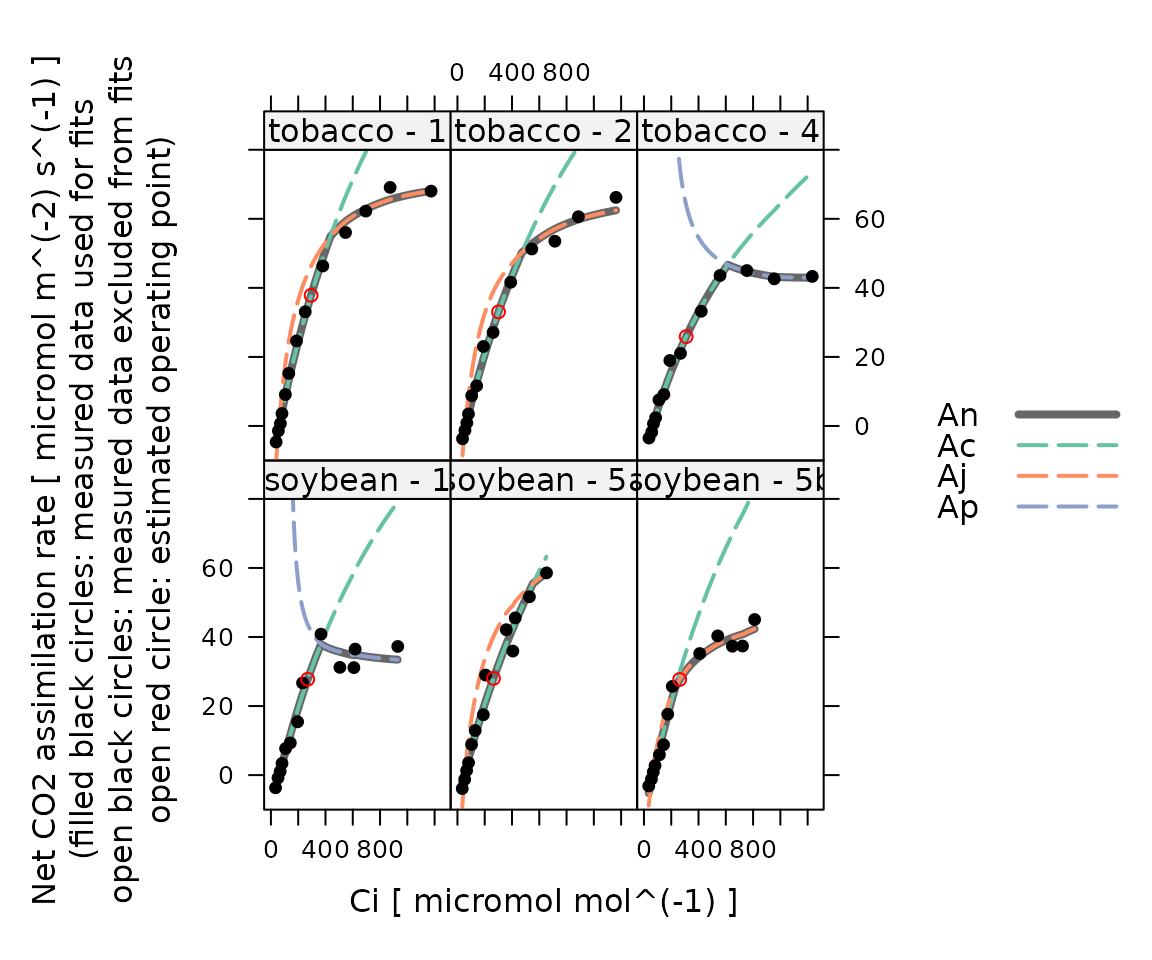 Net CO2 assimilation rate [ micromol m^(-2) s^(-1) ]
(filled black circles: measured data used for fits
open black circles: measured data excluded from fits
open red circle: estimated operating point)
0 400 800
tobacco - 1 tobacco - 2 tobacco - 4
60
40
20
0
soybean - 1 soybean - 5a soybean - 5b
60
40
20
0
0 400 800 0 400 800
Ci [ micromol mol^(-1) ]
An
Ac
Aj
Ap